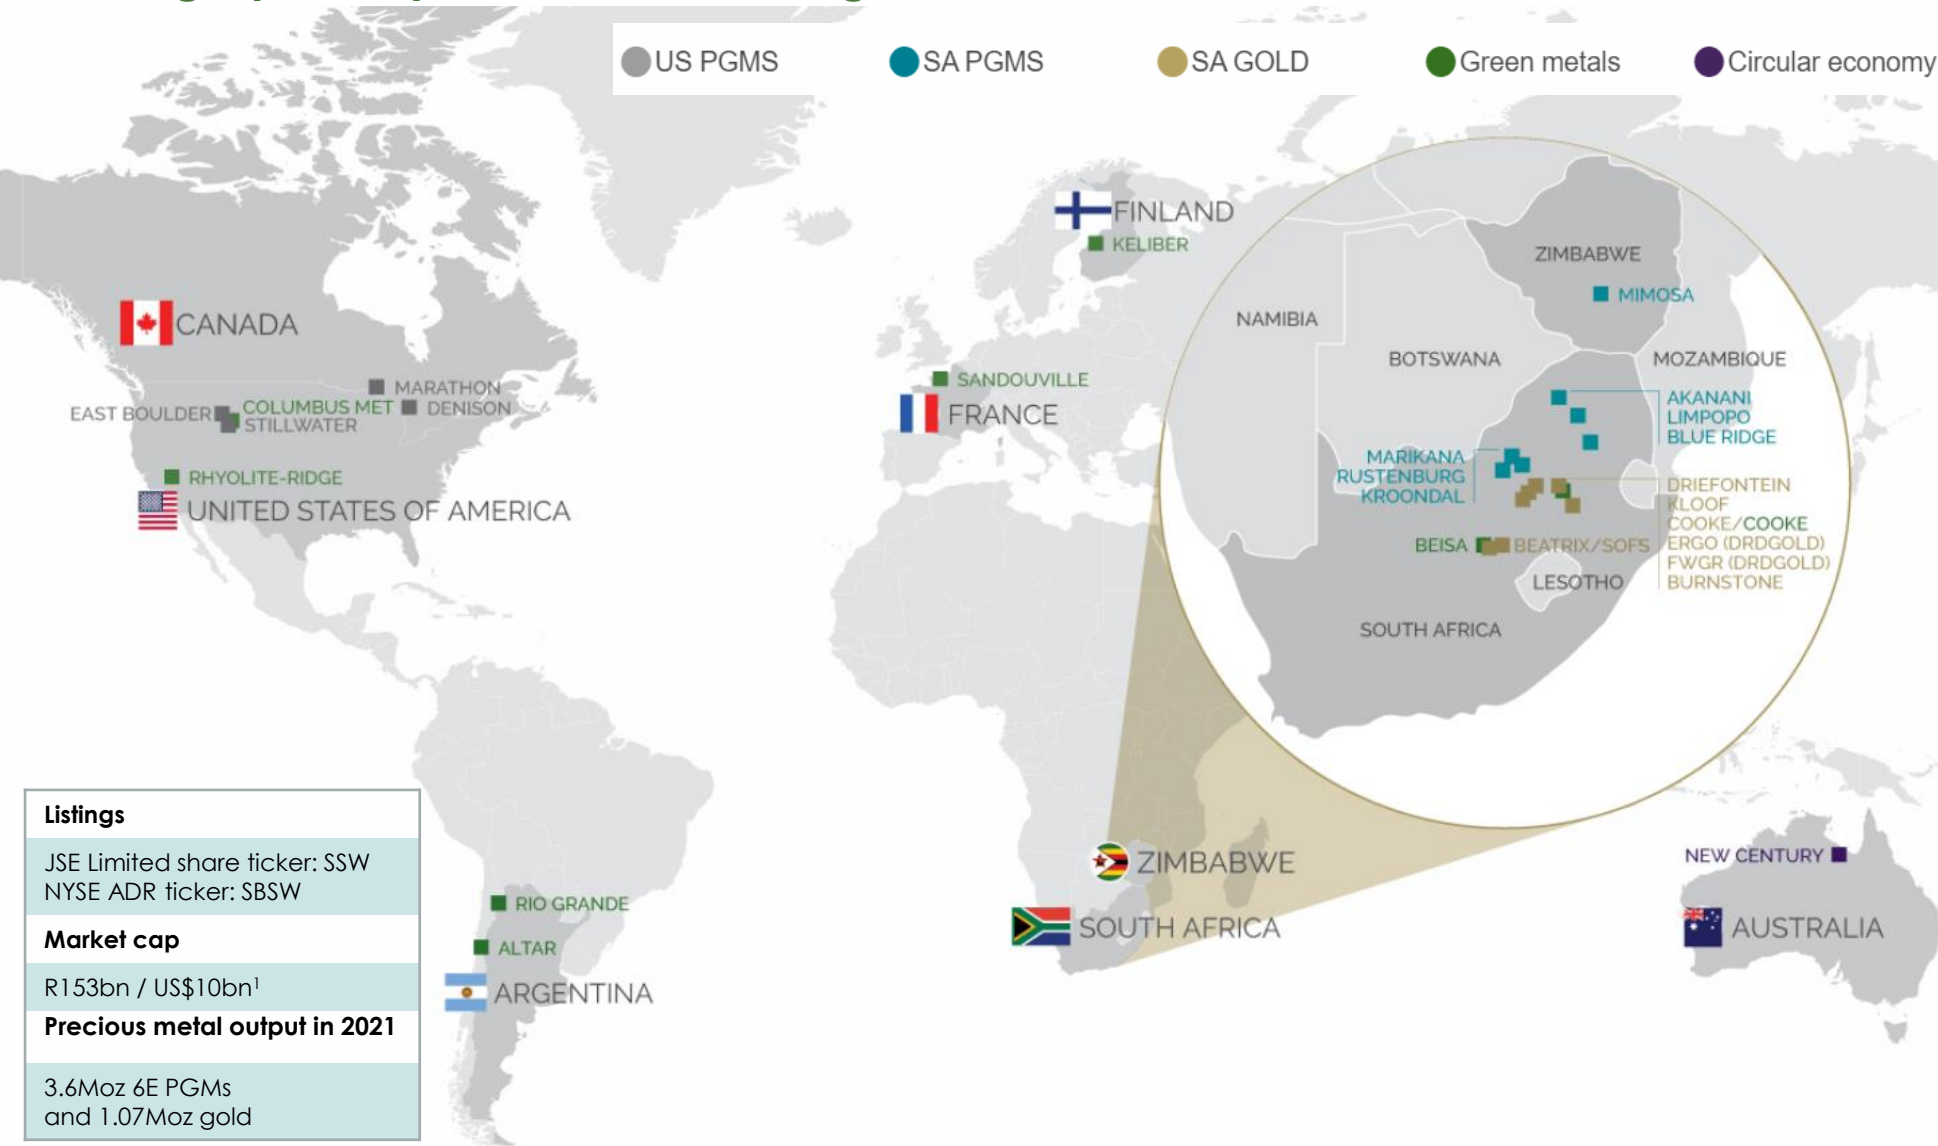 US PGMS
SA PGMS
SA GOLD
Green metals
Circular economy
FINLAND
KELIBER
ZIMBABWE
MIMOSA
NAMIBIA
CANADA
BOTSWANA
MOZAMBIQUE
SANDOUVILLE
FRANCE
MARATHON
EAST BOULDER
COLUMBUS MET
DENISON
STILLWATER
AKANANI
LIMPOPO
BLUE RIDGE
MARIKANA
RUSTENBURG
KROONDAL
RHYOLITE-RIDGE
UNITED STATES OF AMERICA
DRIEFONTEIN
KLOOF
COOKE/COOKE
ERGO (DRDGOLD)
FWGR (DRDGOLD)
BURNSTONE
BEISA
BEATRIX/SOFS
LESOTHO
SOUTH AFRICA
Listings
JSE Limited share ticker: SSW
NYSE ADR ticker: SBSW
Market cap
R153bn / US$10bn¹
Precious metal output in 2021
3.6Moz 6E PGMs
and 1.07Moz gold
RIO GRANDE
ALTAR
ARGENTINA
ZIMBABWE
SOUTH AFRICA
NEW CENTURY
AUSTRALIA